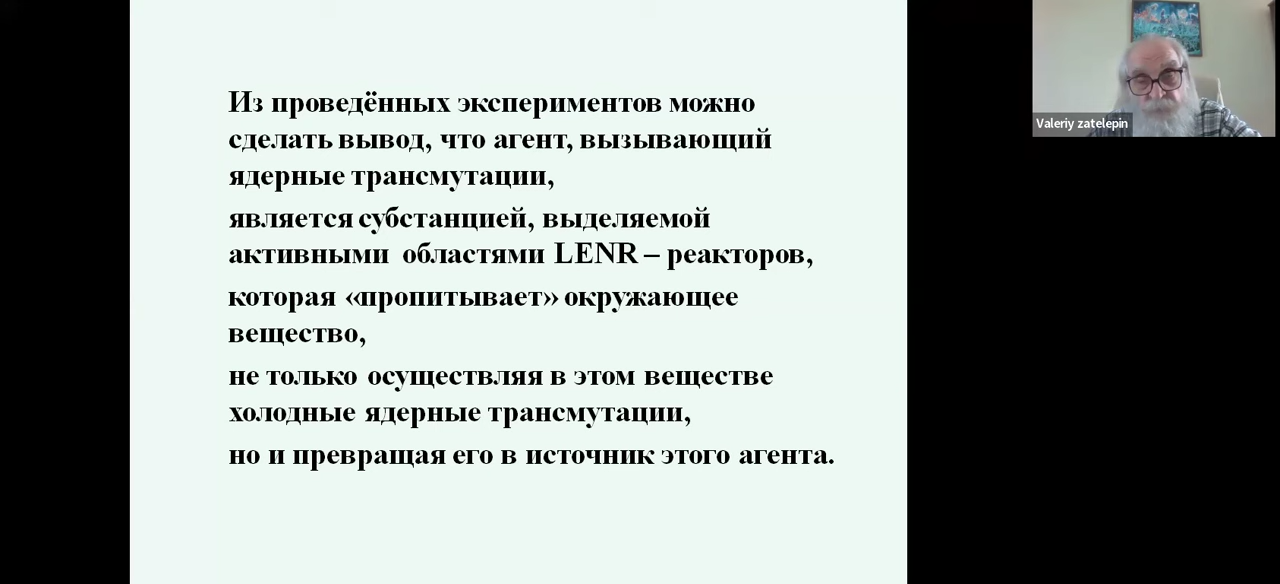 Из проведённых экспериментов можно
сделать вывод, что агент, вызывающий
ядерные трансмутации,
является субстанцией, выделяемой
активными областями LENR – реакторов,
которая «пропитывает» окружающее
вещество,
не только осуществляя в этом веществе
холодные ядерные трансмутации,
но и превращая его в источник этого агента.
Valeriy zatelepin